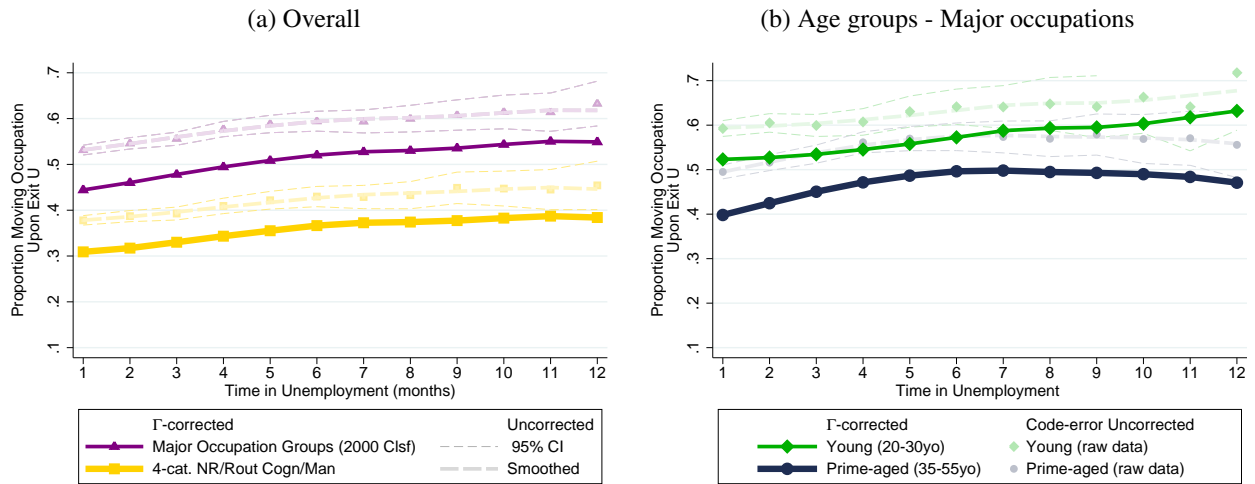 (a) Overall
Proportion Moving Occupation
Upon Exit U
.7
.6
.5
.4
.3
.2
.1
1 2 3 4 5 6 7 8 9 10 11 12
Time in Unemployment (months)
Γ-corrected Uncorrected
Major Occupation Groups (2000 Clsf) 95% CI
4-cat. NR/Rout Cogn/Man Smoothed
(b) Age groups - Major occupations
Proportion Moving Occupation
Upon Exit U
.7
.6
.5
.4
.3
.2
.1
1 2 3 4 5 6 7 8 9 10 11 12
Time in Unemployment
Γ-corrected Code-error Uncorrected
Young (20-30yo) Young (raw data)
Prime-aged (35-55yo) Prime-aged (raw data)